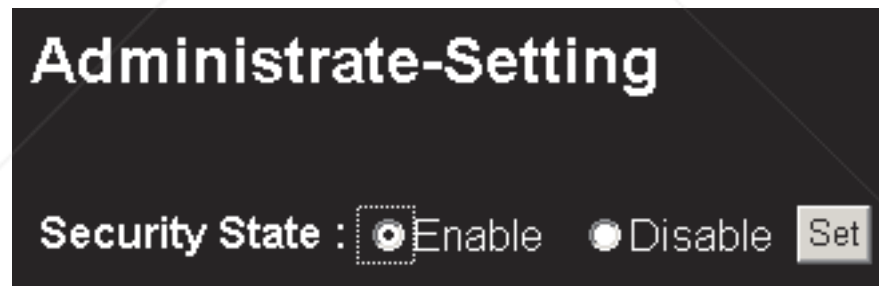 Administrate-Setting
Security State : Enable Disable Set